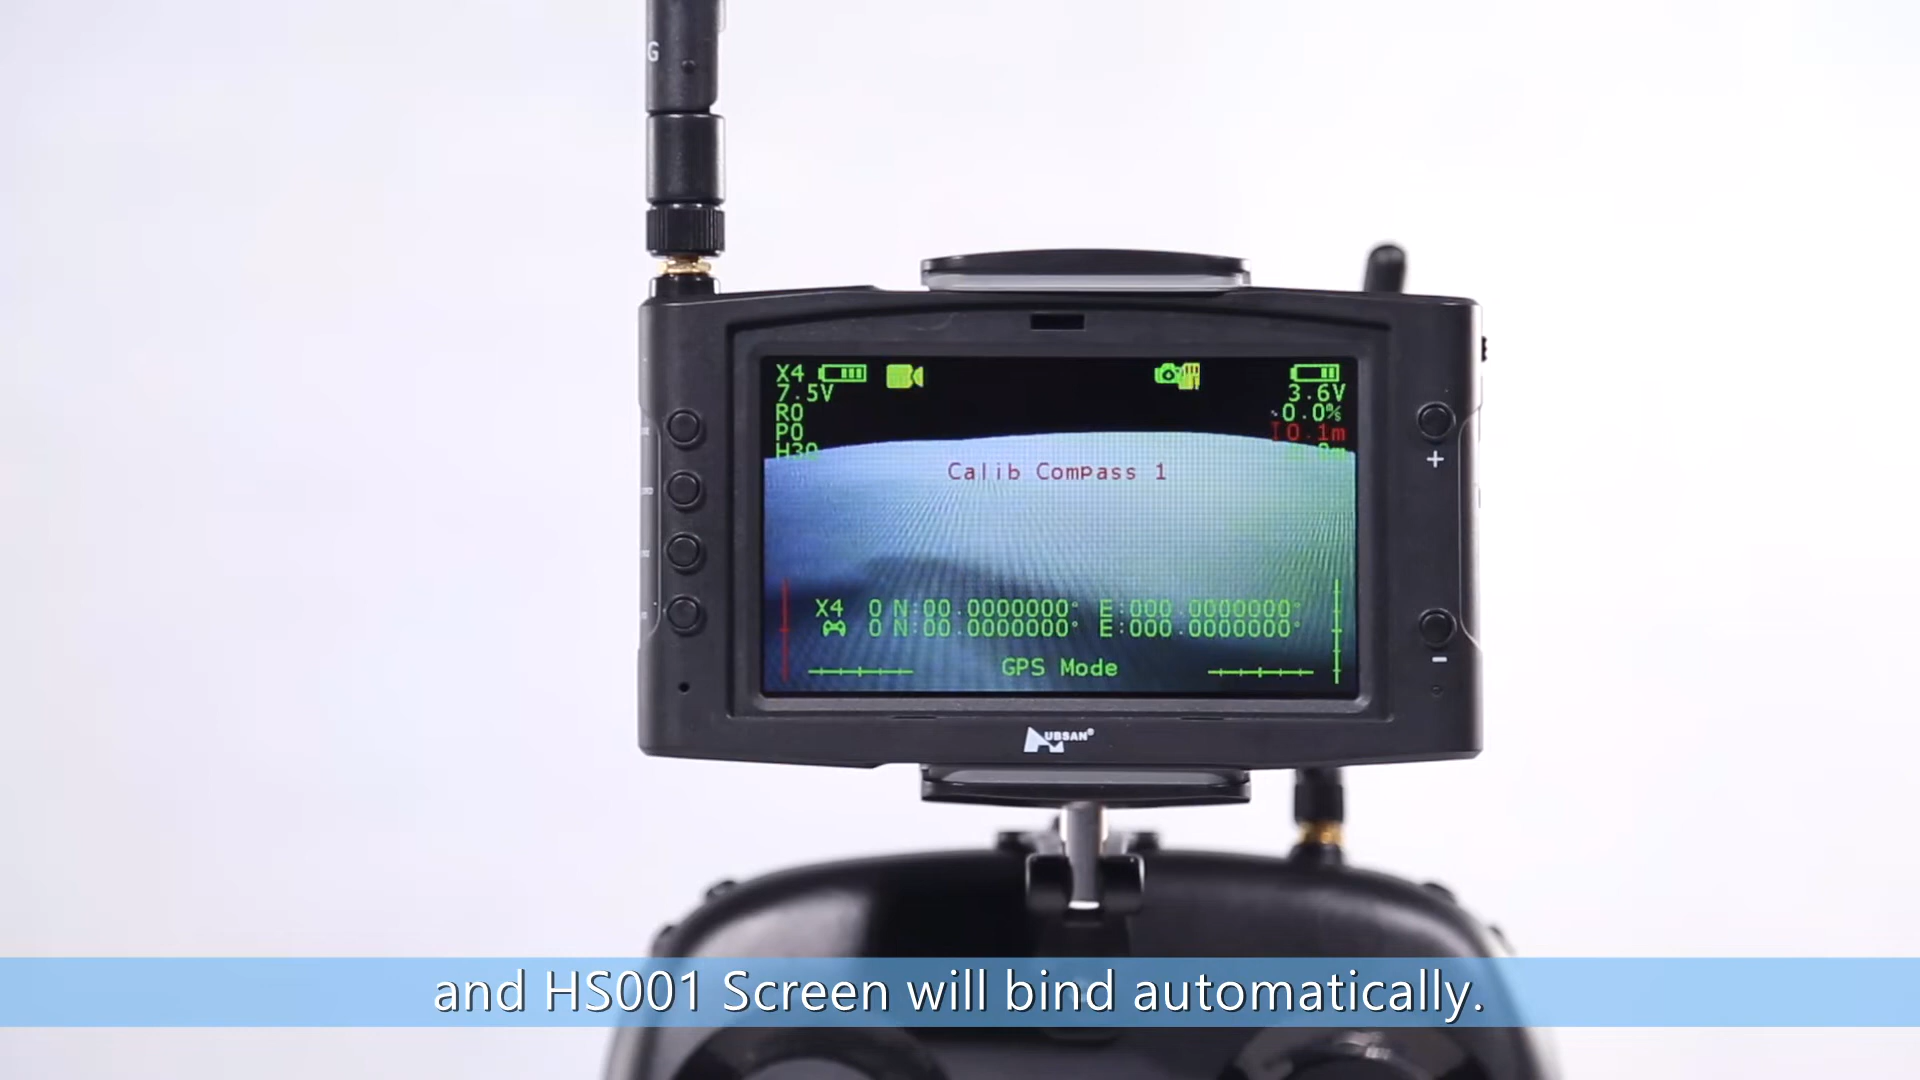 G
X4
7.5V
3.6V
R0
0.0%
P0
0.1m
Calib Compass 1
+
X4 0 N:00.0000000° E:000.0000000°
0 N:00.0000000° E:000.0000000°
GPS Mode
-
HUBSAN®
and HS001 Screen will bind automatically.